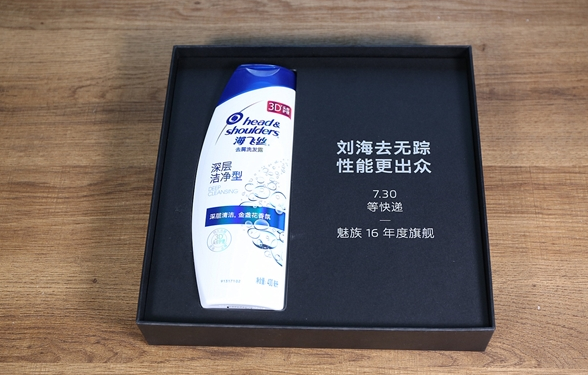 3D
head&
shoulders
海飞丝
去屑洗发露
深层
洁净型
DEEP
CLEANSING
深层清洁,金盏花香氛
3D
刘海去无踪
性能更出众
7.30
等快递
魅族 16 年度旗舰